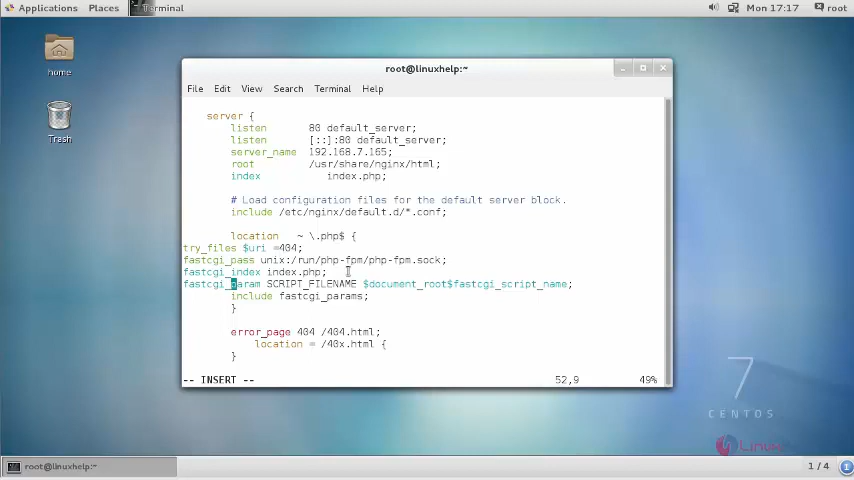 Applications Places Terminal Mon 17:17 root
home
Trash
root@linuxhelp:~
File Edit View Search Terminal Help
server {
listen 80 default_server;
listen [::]:80 default_server;
server_name 192.168.7.165;
root /usr/share/nginx/html;
index index.php;
# Load configuration files for the default server block.
include /etc/nginx/default.d/*.conf;
location ~ \.php$ {
try_files $uri =404;
fastcgi_pass unix:/run/php-fpm/php-fpm.sock;
fastcgi_index index.php;
fastcgi_param SCRIPT_FILENAME $document_root$fastcgi_script_name;
include fastcgi_params;
}
error_page 404 /404.html;
location = /40x.html {
}
-- INSERT -- 52,9 49%
7
CENTOS
root@linuxhelp:~ 1 / 4